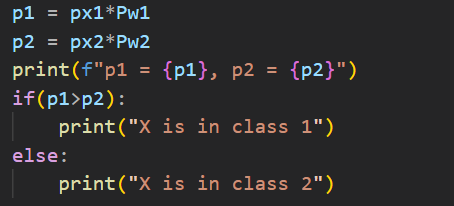 p1 = px1*Pw1
p2 = px2*Pw2
print(f"p1 = {p1}, p2 = {p2}")
if(p1>p2):
    print("X is in class 1")
else:
    print("X is in class 2")